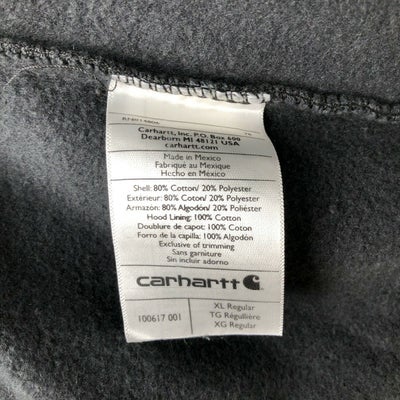 Carhartt, Inc. P.O. Box 600
Dearborn MI 48121 USA
carhartt.com
Made in Mexico
Fabriqué au Mexique
Hecho en México
Shell: 80% Cotton/ 20% Polyester
Extérieur: 80% Coton/ 20% Polyester
Armazon: 80% Algodón/ 20% Poliéster
Hood Lining: 100% Cotton
Doublure de capot: 100% Coton
Forro de la capilla: 100% Algodón
Exclusive of trimming
Sans garniture
Sin incluir adorno
carhartt
100617 001
XL Regular
TG Régulière
XG Regular